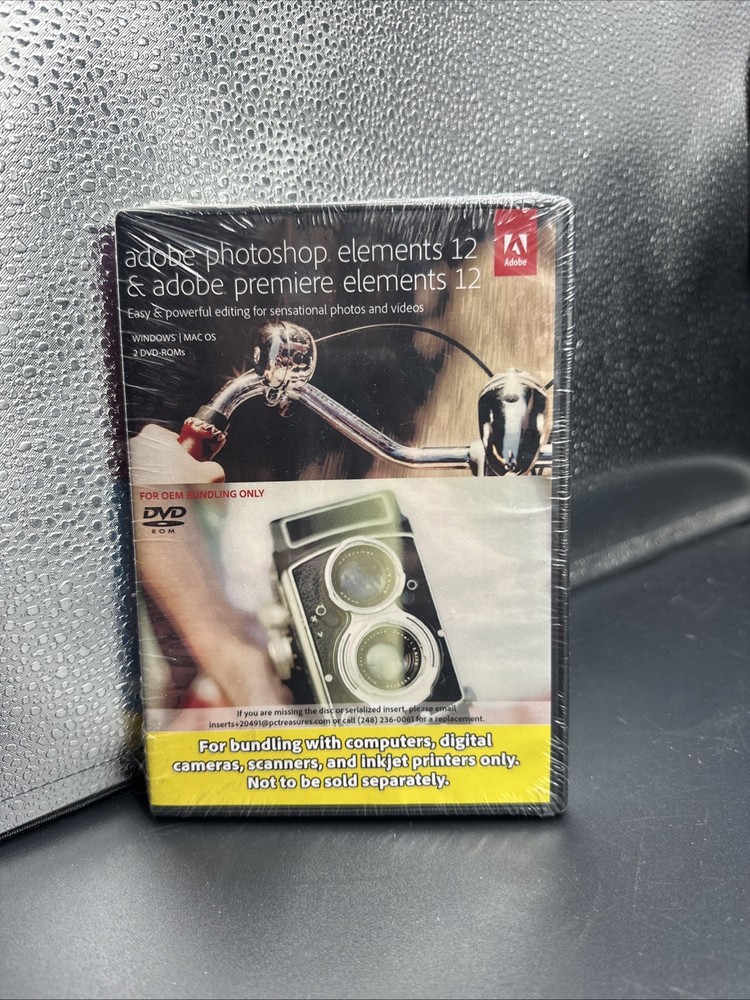 adobe photoshop elements 12
& adobe premiere elements 12
Adobe
Easy & powerful editing for sensational photos and videos
WINDOWS | MAC OS
2 DVD-ROMs
FOR OEM BUNDLING ONLY
DVD
ROM
If you are missing the disc or serialized insert, please email
inserts+20491@pctreasures.com or call (248) 236-0061 for a replacement.
For bundling with computers, digital
cameras, scanners, and inkjet printers only.
Not to be sold separately.